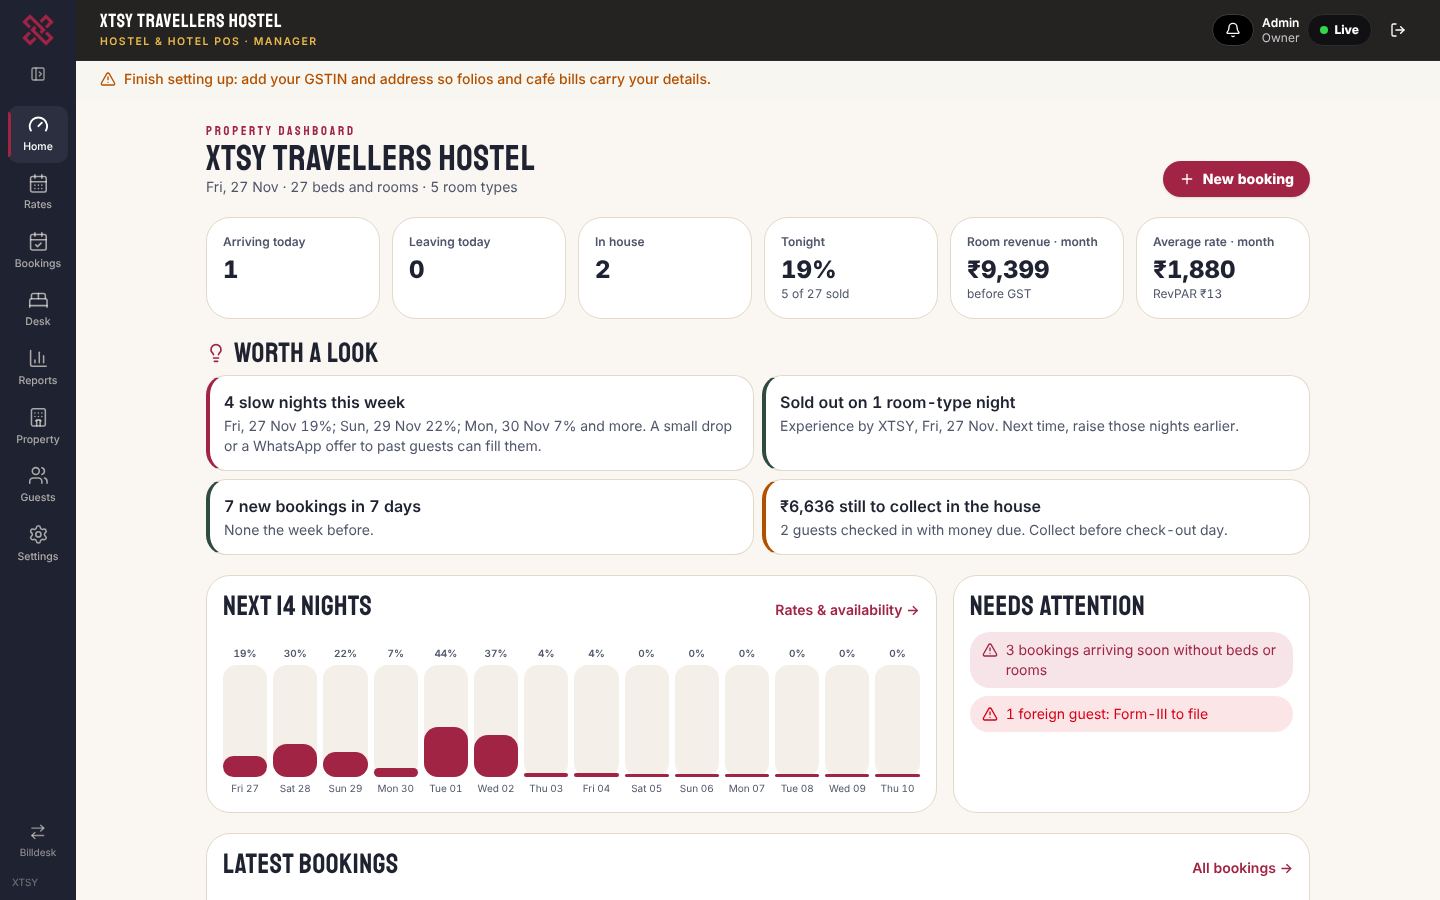 XTSY TRAVELLERS HOSTEL
HOSTEL & HOTEL POS · MANAGER
Admin
Owner
Live
Finish setting up: add your GSTIN and address so folios and café bills carry your details.
Home
Rates
Bookings
Desk
Reports
Property
Guests
Settings
Billdesk
XTSY
PROPERTY DASHBOARD
XTSY TRAVELLERS HOSTEL
Fri, 27 Nov · 27 beds and rooms · 5 room types
New booking
Arriving today
1
Leaving today
0
In house
2
Tonight
19%
5 of 27 sold
Room revenue · month
₹9,399
before GST
Average rate · month
₹1,880
RevPAR ₹13
WORTH A LOOK
4 slow nights this week
Fri, 27 Nov 19%; Sun, 29 Nov 22%; Mon, 30 Nov 7% and more. A small drop
or a WhatsApp offer to past guests can fill them.
Sold out on 1 room-type night
Experience by XTSY, Fri, 27 Nov. Next time, raise those nights earlier.
7 new bookings in 7 days
None the week before.
₹6,636 still to collect in the house
2 guests checked in with money due. Collect before check-out day.
NEXT 14 NIGHTS
Rates & availability →
19% 30% 22% 7% 44% 37% 4% 4% 0% 0% 0% 0% 0% 0%
Fri 27 Sat 28 Sun 29 Mon 30 Tue 01 Wed 02 Thu 03 Fri 04 Sat 05 Sun 06 Mon 07 Tue 08 Wed 09 Thu 10
NEEDS ATTENTION
3 bookings arriving soon without beds or
rooms
1 foreign guest: Form-III to file
LATEST BOOKINGS
All bookings →